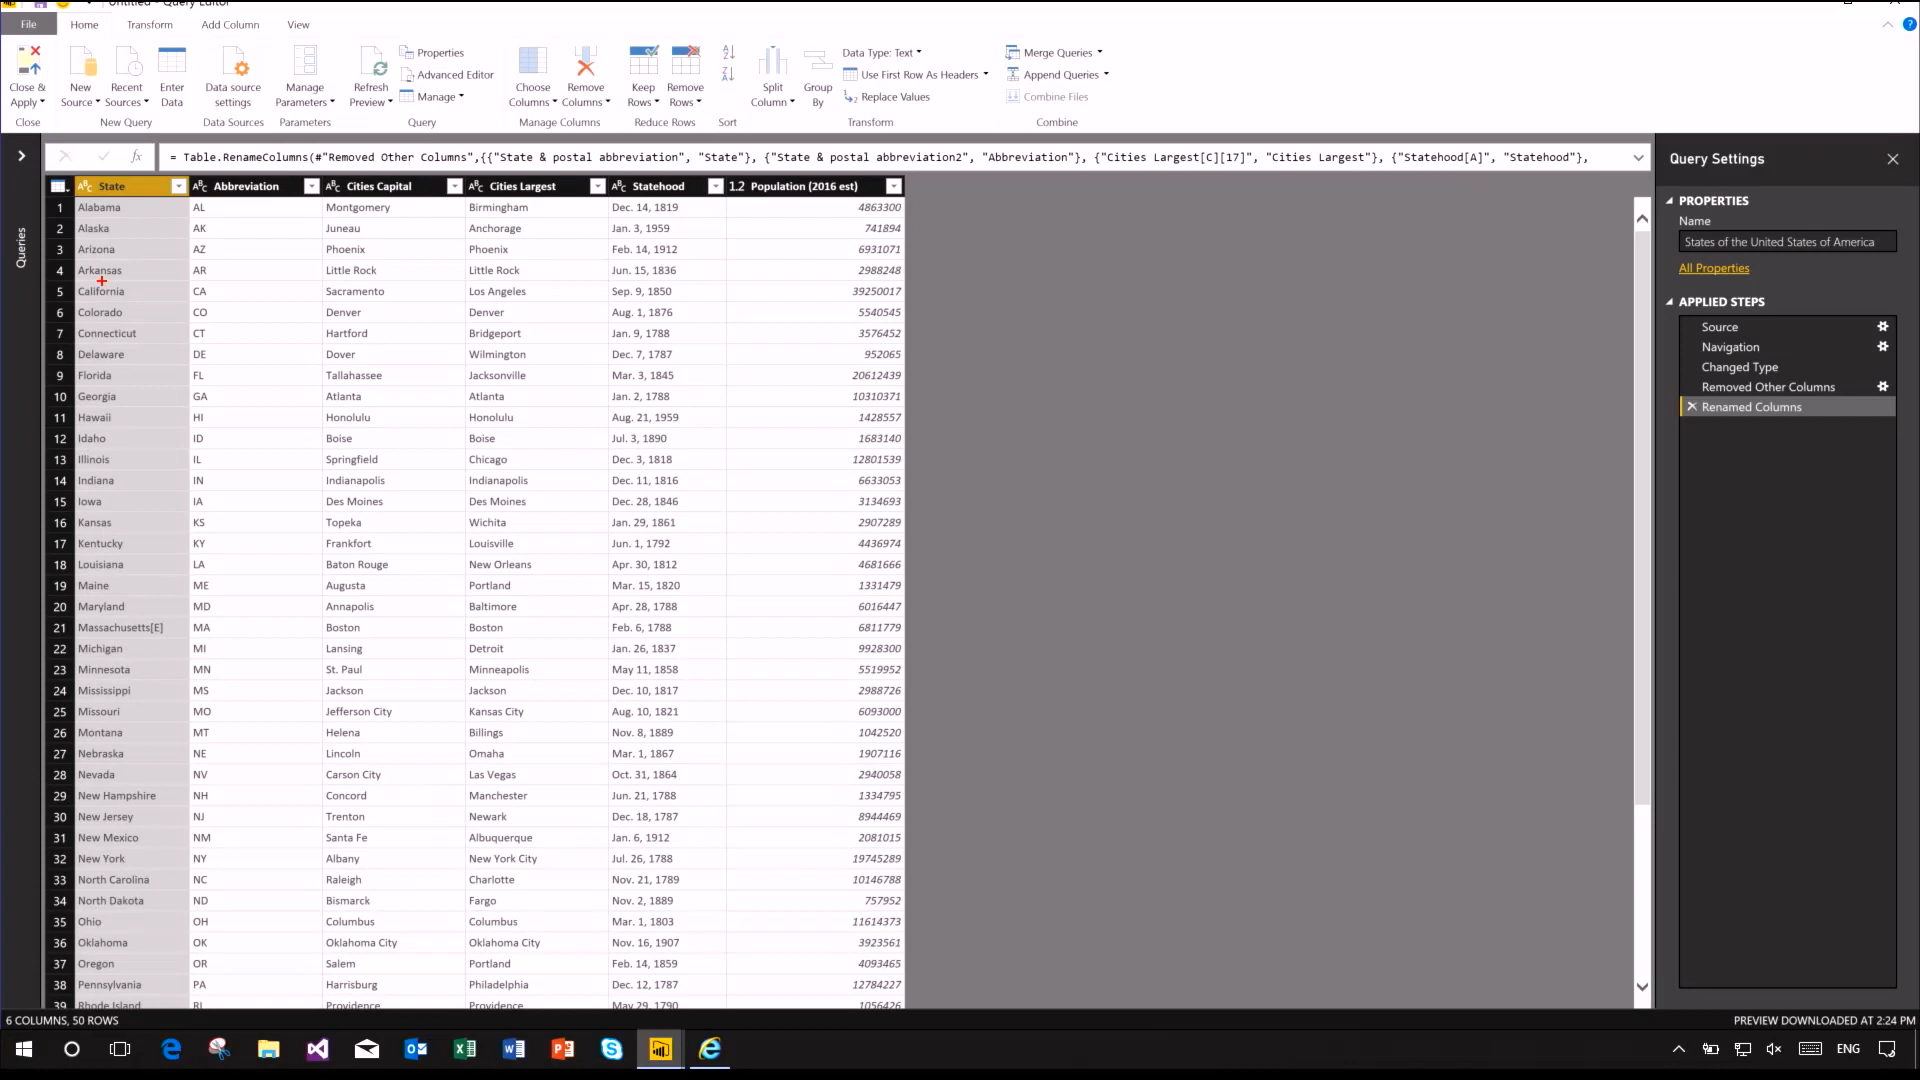 Untitled - Query Editor
File Home Transform Add Column View
Close & Apply
New Source
Recent Sources
Enter Data
Data source settings
Manage Parameters
Refresh Preview
Properties
Advanced Editor
Manage
Choose Columns
Remove Columns
Keep Rows
Remove Rows
Split Column
Group By
Data Type: Text
Use First Row As Headers
Replace Values
Merge Queries
Append Queries
Combine Files
Close New Query Data Sources Parameters Query Manage Columns Reduce Rows Sort Transform Combine
Queries
fx = Table.RenameColumns(#"Removed Other Columns",{{"State & postal abbreviation", "State"}, {"State & postal abbreviation2", "Abbreviation"}, {"Cities Largest[C][17]", "Cities Largest"}, {"Statehood[A]", "Statehood"},
State Abbreviation Cities Capital Cities Largest Statehood 1.2 Population (2016 est)
1 Alabama AL Montgomery Birmingham Dec. 14, 1819 4863300
2 Alaska AK Juneau Anchorage Jan. 3, 1959 741894
3 Arizona AZ Phoenix Phoenix Feb. 14, 1912 6931071
4 Arkansas AR Little Rock Little Rock Jun. 15, 1836 2988248
5 California CA Sacramento Los Angeles Sep. 9, 1850 39250017
6 Colorado CO Denver Denver Aug. 1, 1876 5540545
7 Connecticut CT Hartford Bridgeport Jan. 9, 1788 3576452
8 Delaware DE Dover Wilmington Dec. 7, 1787 952065
9 Florida FL Tallahassee Jacksonville Mar. 3, 1845 20612439
10 Georgia GA Atlanta Atlanta Jan. 2, 1788 10310371
11 Hawaii HI Honolulu Honolulu Aug. 21, 1959 1428557
12 Idaho ID Boise Boise Jul. 3, 1890 1683140
13 Illinois IL Springfield Chicago Dec. 3, 1818 12801539
14 Indiana IN Indianapolis Indianapolis Dec. 11, 1816 6633053
15 Iowa IA Des Moines Des Moines Dec. 28, 1846 3134693
16 Kansas KS Topeka Wichita Jan. 29, 1861 2907289
17 Kentucky KY Frankfort Louisville Jun. 1, 1792 4436974
18 Louisiana LA Baton Rouge New Orleans Apr. 30, 1812 4681666
19 Maine ME Augusta Portland Mar. 15, 1820 1331479
20 Maryland MD Annapolis Baltimore Apr. 28, 1788 6016447
21 Massachusetts[E] MA Boston Boston Feb. 6, 1788 6811779
22 Michigan MI Lansing Detroit Jan. 26, 1837 9928300
23 Minnesota MN St. Paul Minneapolis May 11, 1858 5519952
24 Mississippi MS Jackson Jackson Dec. 10, 1817 2988726
25 Missouri MO Jefferson City Kansas City Aug. 10, 1821 6093000
26 Montana MT Helena Billings Nov. 8, 1889 1042520
27 Nebraska NE Lincoln Omaha Mar. 1, 1867 1907116
28 Nevada NV Carson City Las Vegas Oct. 31, 1864 2940058
29 New Hampshire NH Concord Manchester Jun. 21, 1788 1334795
30 New Jersey NJ Trenton Newark Dec. 18, 1787 8944469
31 New Mexico NM Santa Fe Albuquerque Jan. 6, 1912 2081015
32 New York NY Albany New York City Jul. 26, 1788 19745289
33 North Carolina NC Raleigh Charlotte Nov. 21, 1789 10146788
34 North Dakota ND Bismarck Fargo Nov. 2, 1889 757952
35 Ohio OH Columbus Columbus Mar. 1, 1803 11614373
36 Oklahoma OK Oklahoma City Oklahoma City Nov. 16, 1907 3923561
37 Oregon OR Salem Portland Feb. 14, 1859 4093465
38 Pennsylvania PA Harrisburg Philadelphia Dec. 12, 1787 12784227
39 Rhode Island RI Providence Providence May 29, 1790 1056426
Query Settings
PROPERTIES
Name
States of the United States of America
All Properties
APPLIED STEPS
Source
Navigation
Changed Type
Removed Other Columns
Renamed Columns
6 COLUMNS, 50 ROWS PREVIEW DOWNLOADED AT 2:24 PM
ENG